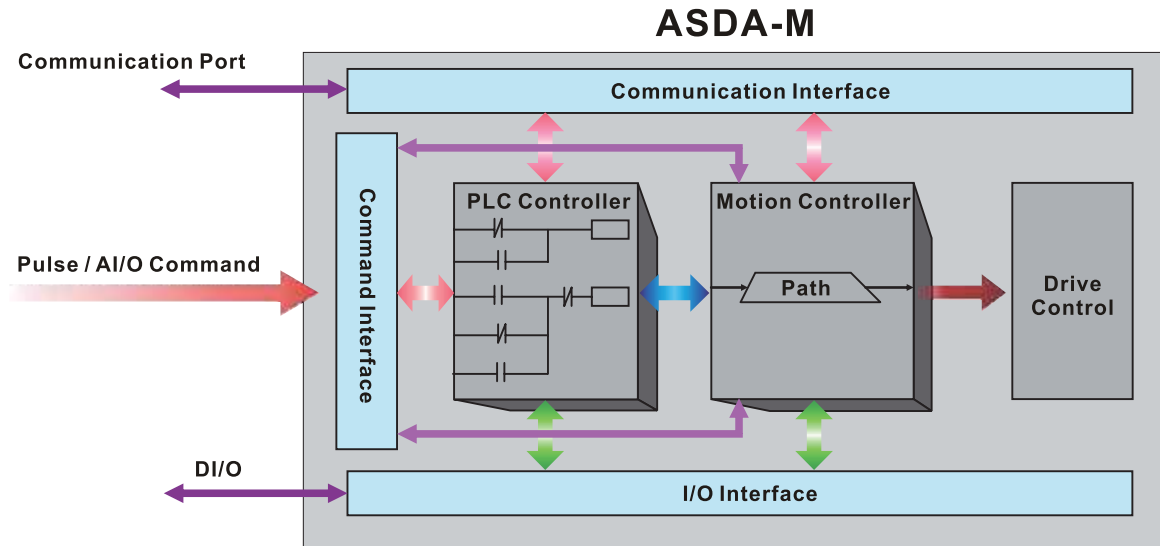 ASDA-M
Communication Port
Communication Interface
Command Interface
PLC Controller
Motion Controller
Pulse / AI/O Command
Path
Drive
Control
DI/O
I/O Interface